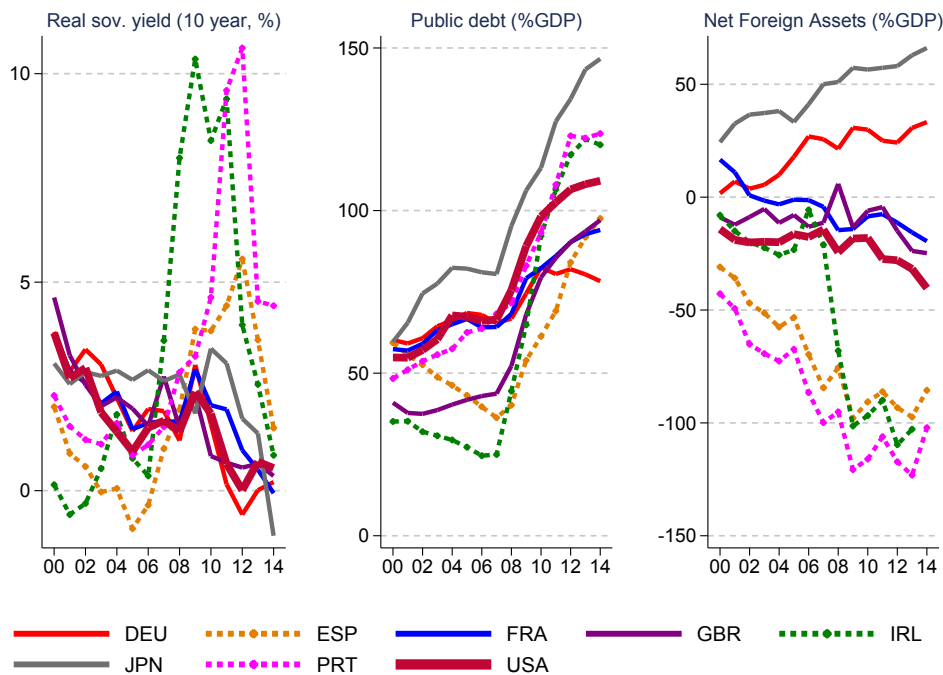 Real sov. yield (10 year, %)
Public debt (%GDP)
Net Foreign Assets (%GDP)
10
5
0
00 02 04 06 08 10 12 14
150
100
50
0
00 02 04 06 08 10 12 14
50
0
-50
-100
-150
00 02 04 06 08 10 12 14
DEU ESP FRA GBR IRL
JPN PRT USA